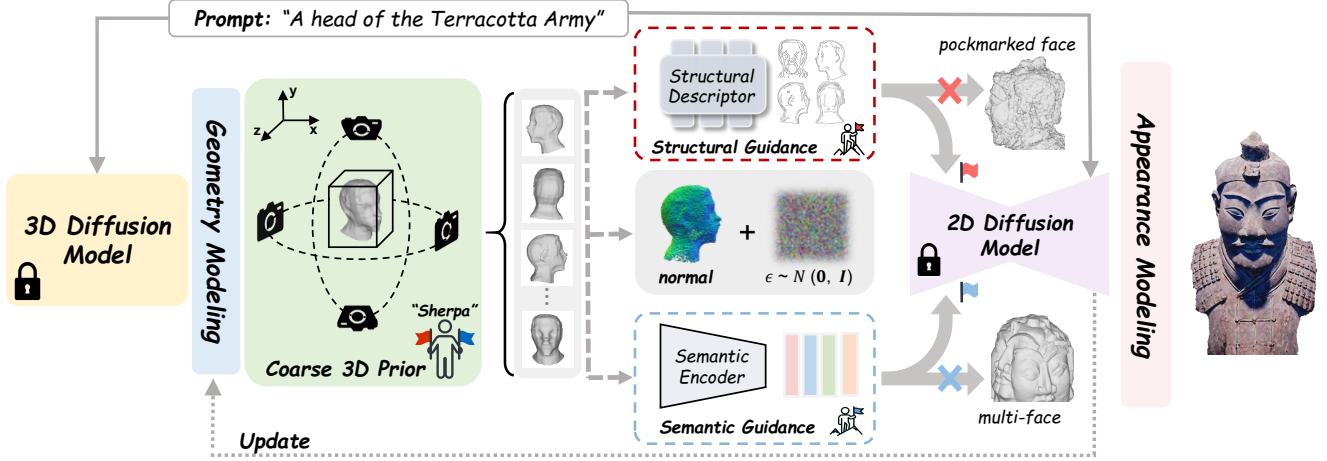 Prompt: “A head of the Terracotta Army”
3D Diffusion
Model
Geometry Modeling
y
x
z
“Sherpa”
Coarse 3D Prior
Structural
Descriptor
Structural Guidance
normal
+
ϵ ~ N (0, I)
Semantic
Encoder
Semantic Guidance
pockmarked face
2D Diffusion
Model
multi-face
Appearance Modeling
Update